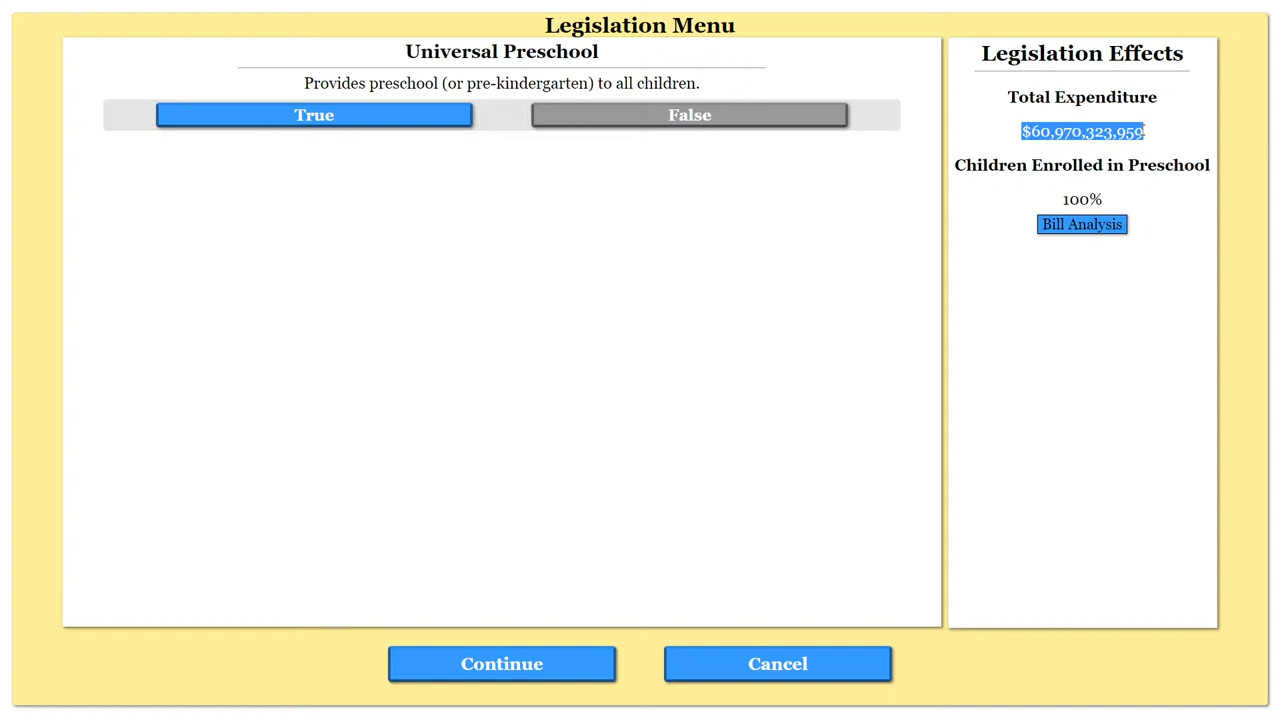 Legislation Menu
Universal Preschool
Provides preschool (or pre-kindergarten) to all children.
True
False
Legislation Effects
Total Expenditure
$60,970,323,959
Children Enrolled in Preschool
100%
Bill Analysis
Continue
Cancel